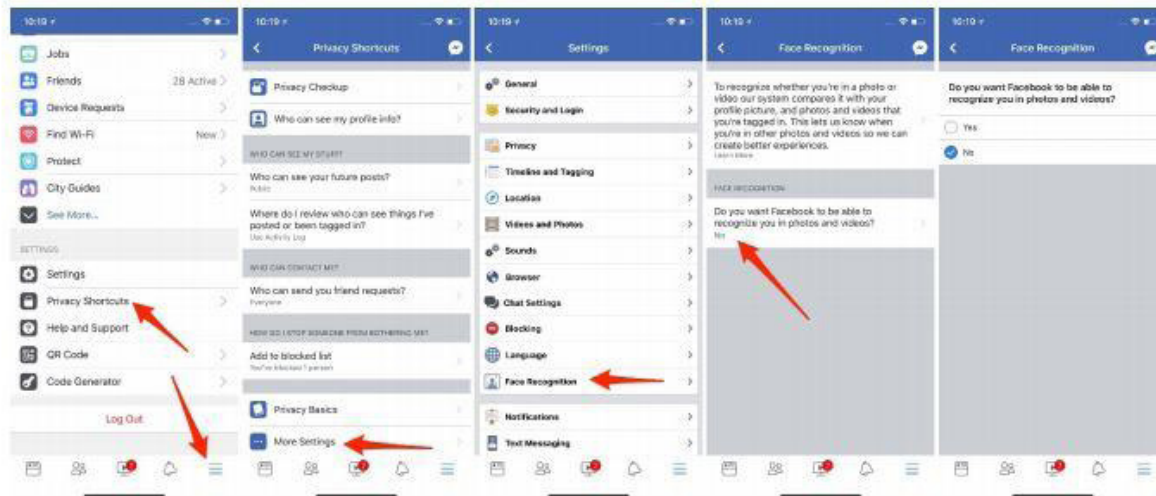 10:19
Jobs
Friends 28 Active
Device Requests
Find Wi-Fi New
Protect
City Guides
See More...
SETTINGS
Settings
Privacy Shortcuts
Help and Support
QR Code
Code Generator
Log Out
10:19
Privacy Shortcuts
Privacy Checkup
Who can see my profile info?
WHO CAN SEE MY STUFF?
Who can see your future posts?
Public
Where do I review who can see things I've
posted or been tagged in?
Use Activity Log
WHO CAN CONTACT ME?
Who can send you friend requests?
Everyone
HOW DO I STOP SOMEONE FROM BOTHERING ME?
Add to blocked list
You've blocked 1 person
Privacy Basics
More Settings
10:19
Settings
General
Security and Login
Privacy
Timeline and Tagging
Location
Videos and Photos
Sounds
Browser
Chat Settings
Blocking
Language
Face Recognition
Notifications
Text Messaging
10:19
Face Recognition
To recognize whether you're in a photo or
video our system compares it with your
profile picture, and photos and videos that
you're tagged in. This lets us know when
you're in other photos and videos so we can
create better experiences.
Learn More
FACE RECOGNITION
Do you want Facebook to be able to
recognize you in photos and videos?
No
10:19
Face Recognition
Do you want Facebook to be able to
recognize you in photos and videos?
Yes
No